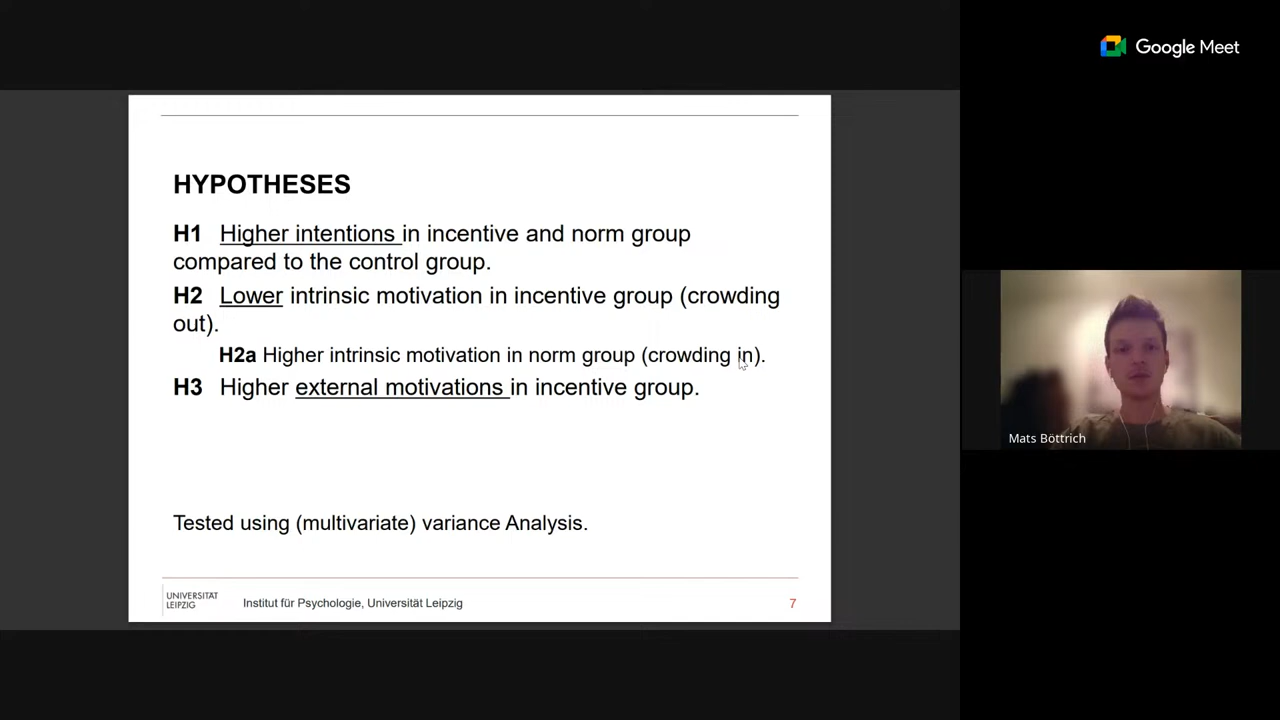 Google Meet
HYPOTHESES
H1 Higher intentions in incentive and norm group
compared to the control group.
H2 Lower intrinsic motivation in incentive group (crowding
out).
H2a Higher intrinsic motivation in norm group (crowding in).
H3 Higher external motivations in incentive group.
Mats Böttrich
Tested using (multivariate) variance Analysis.
UNIVERSITÄT
LEIPZIG
Institut für Psychologie, Universität Leipzig
7